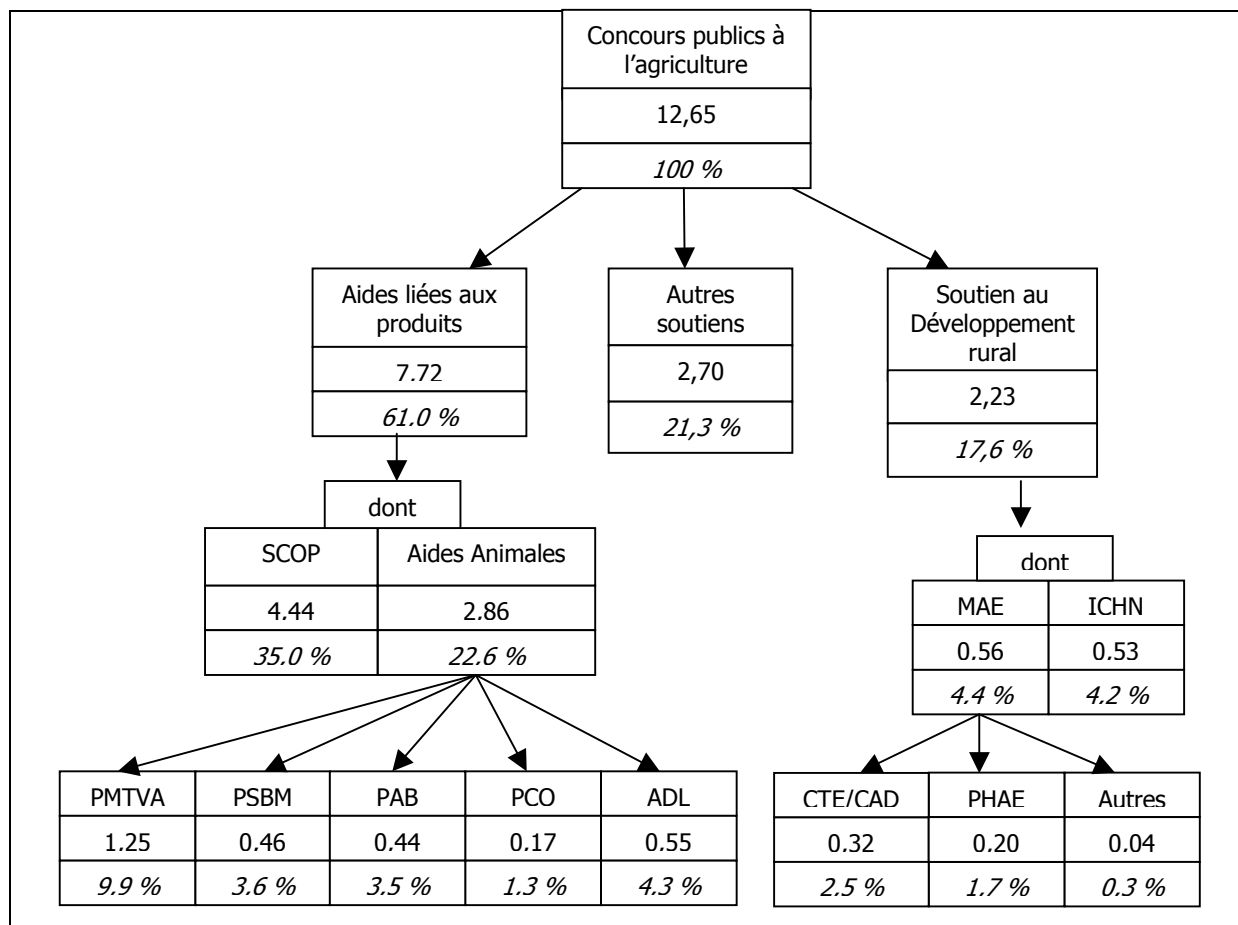 Concours publics à
l'agriculture
12,65
100 %
Aides liées aux
produits
7.72
61.0 %
Autres
soutiens
2,70
21,3 %
Soutien au
Développement
rural
2,23
17,6 %
dont
SCOP Aides Animales
4.44 2.86
35.0 % 22.6 %
dont
MAE ICHN
0.56 0.53
4.4 % 4.2 %
PMTVA PSBM PAB PCO ADL
1.25 0.46 0.44 0.17 0.55
9.9 % 3.6 % 3.5 % 1.3 % 4.3 %
CTE/CAD PHAE Autres
0.32 0.20 0.04
2.5 % 1.7 % 0.3 %